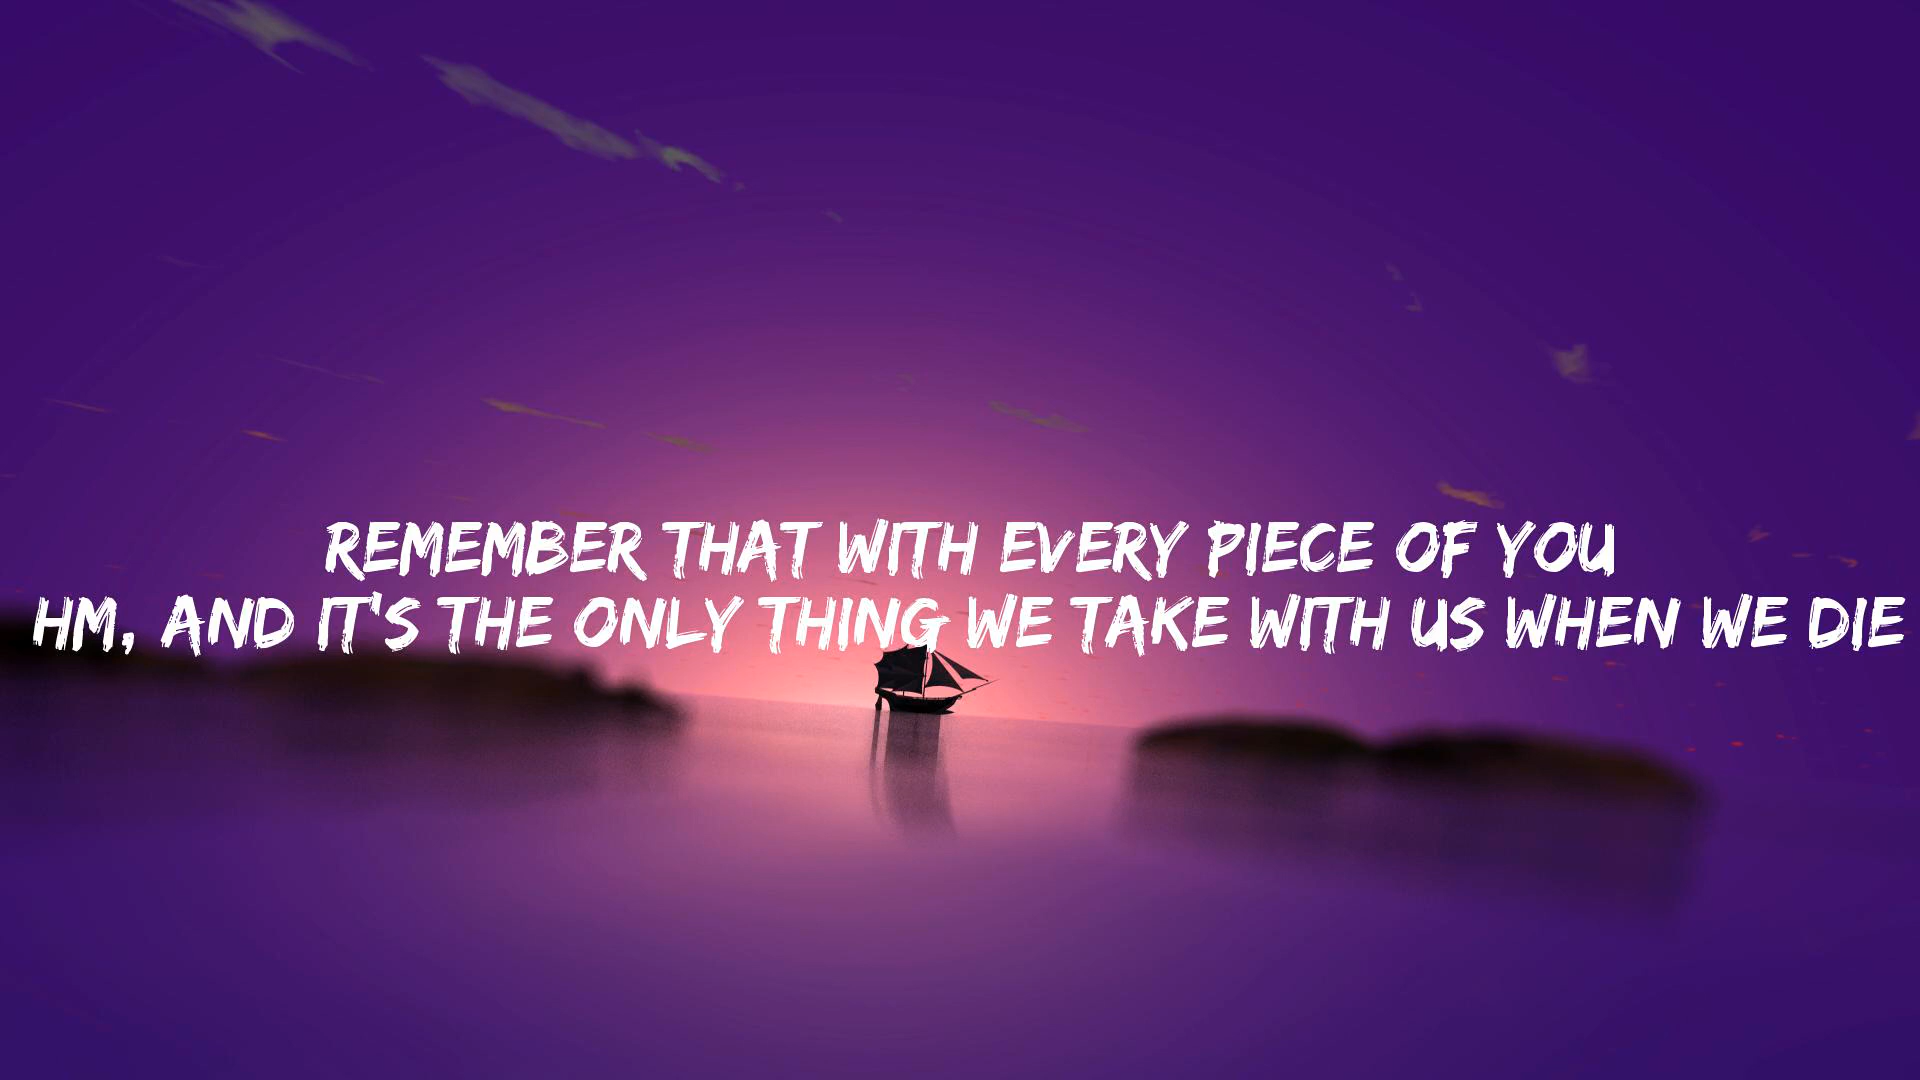 REMEMBER THAT WITH EVERY PIECE OF YOU
HM, AND IT'S THE ONLY THING WE TAKE WITH US WHEN WE DIE